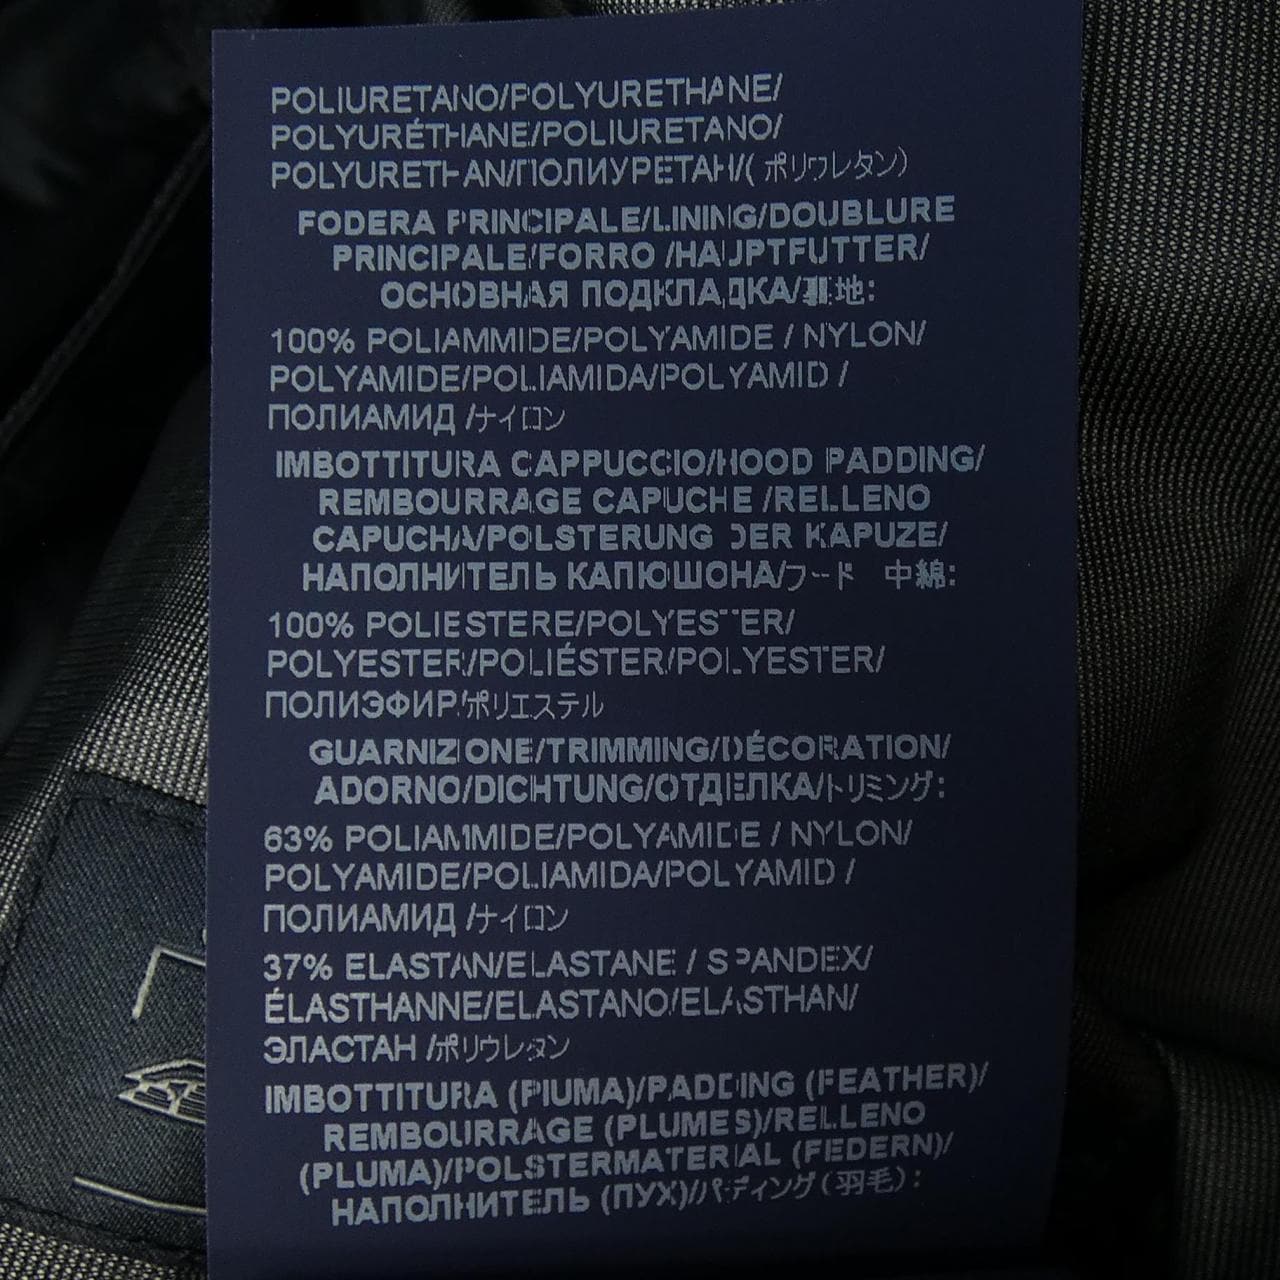 POLIURETANO/POLYURETHANE/
POLYURÉTHANE/POLIURETANO/
POLYURETHAN/ПОЛИУРЕТАН/(ポリウレタン)
FODERA PRINCIPALE/LINING/DOUBLURE
PRINCIPALE/FORRO /HAUPTFUTTER/
ОСНОВНАЯ ПОДКЛАДКА/裏地:
100% POLIAMMIDE/POLYAMIDE / NYLON/
POLYAMIDE/POLIAMIDA/POLYAMID /
ПОЛИАМИД /ナイロン
IMBOTTITURA CAPPUCCIO/HOOD PADDING/
REMBOURRAGE CAPUCHE /RELLENO
CAPUCHA/POLSTERUNG DER KAPUZE/
НАПОЛНИТЕЛЬ КАПЮШОНА/フード 中綿:
100% POLIESTERE/POLYESTER/
POLYESTER/POLIÉSTER/POLYESTER/
ПОЛИЭФИР/ポリエステル
GUARNIZIONE/TRIMMING/DÉCORATION/
ADORNO/DICHTUNG/ОТДЕЛКА/トリミング:
63% POLIAMMIDE/POLYAMIDE / NYLON/
POLYAMIDE/POLIAMIDA/POLYAMID /
ПОЛИАМИД /ナイロン
37% ELASTAN/ELASTANE / SPANDEX/
ÉLASTHANNE/ELASTANO/ELASTHAN/
ЭЛАСТАН /ポリウレタン
IMBOTTITURA (PIUMA)/PADDING (FEATHER)/
REMBOURRAGE (PLUMES)/RELLENO
(PLUMA)/POLSTERMATERIAL (FEDERN)/
НАПОЛНИТЕЛЬ (ПУХ)/パディング(羽毛):